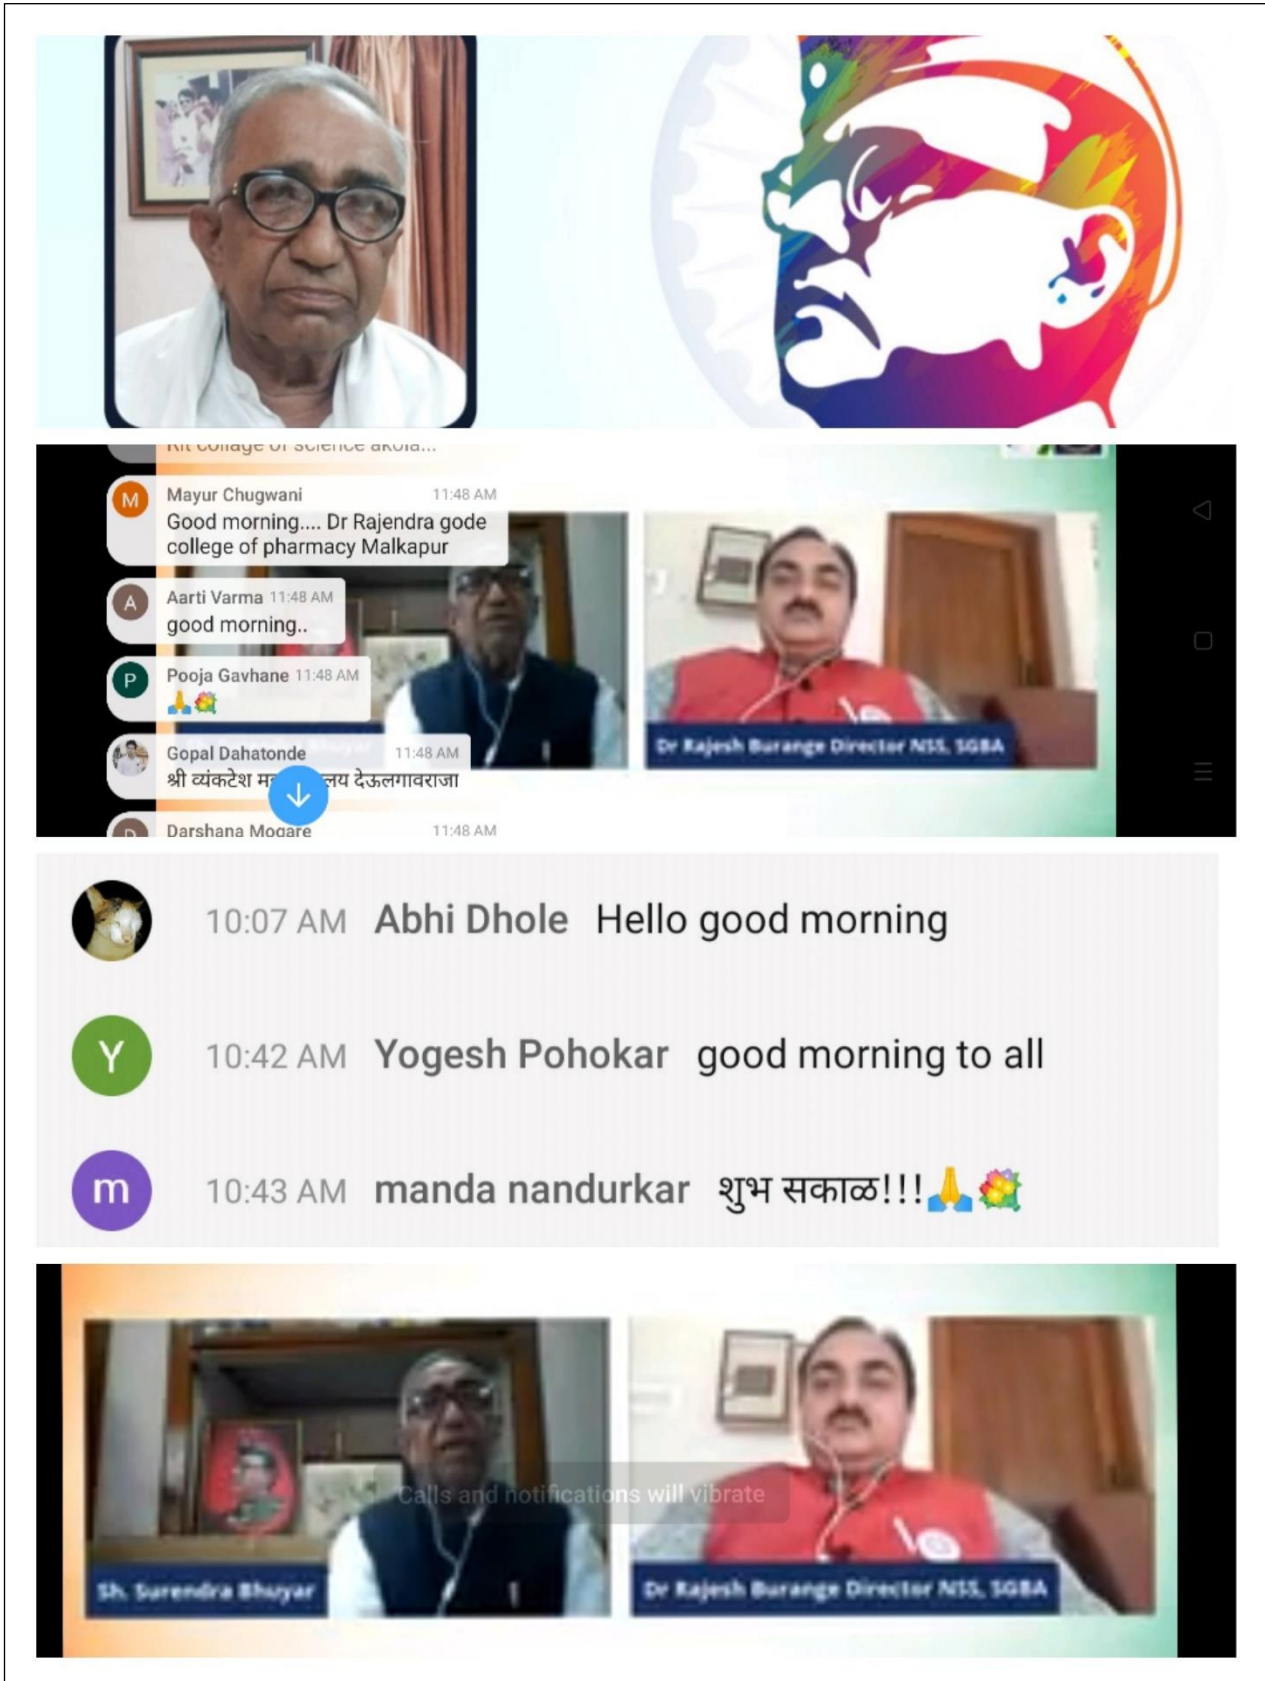 M
Mayur Chugwani 11:48 AM
Good morning.... Dr Rajendra gode
college of pharmacy Malkapur
A
Aarti Varma 11:48 AM
good morning..
P
Pooja Gavhane 11:48 AM
🙏💐
Gopal Dahatonde 11:48 AM
श्री व्यंकटेश देऊलगावराजा
Darshana Mogare 11:48 AM
Dr Rajesh Burange Director NSS, SGBA
10:07 AM Abhi Dhole Hello good morning
Y
10:42 AM Yogesh Pohokar good morning to all
m
10:43 AM manda nandurkar शुभ सकाळ!!!🙏💐
Calls and notifications will vibrate
Sh. Surendra Bhuyar
Dr Rajesh Burange Director NSS, SGBA